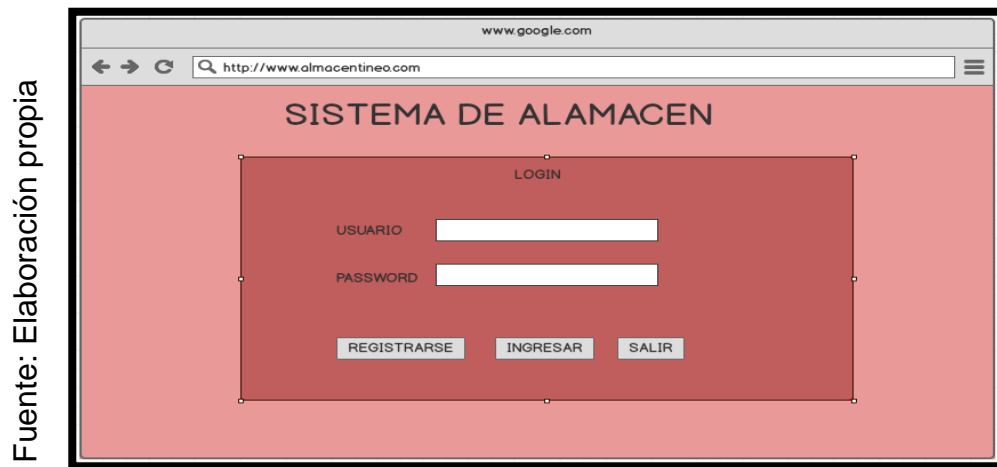 www.google.com
http://www.almacentineo.com
SISTEMA DE ALAMACEN
LOGIN
USUARIO
PASSWORD
REGISTRARSE INGRESAR SALIR
Fuente: Elaboración propia